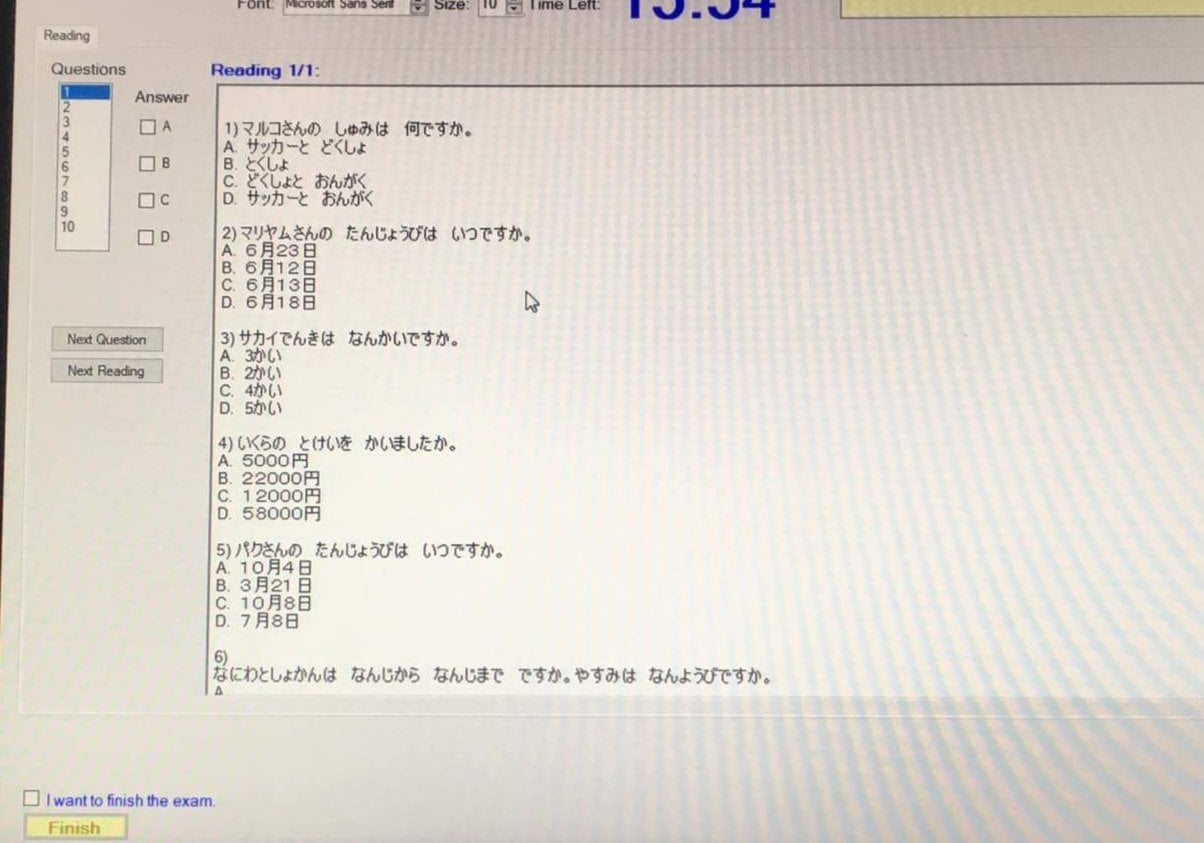 Font: Microsoft Sans Serif Size: 10 Time Left: 15:54
Reading
Questions
1
2
3
4
5
6
7
8
9
10
Answer
A
B
C
D
Next Question
Next Reading
Reading 1/1:
1) マルコさんの しゅみは 何ですか。
A. サッカーと どくしょ
B. とくしょ
C. どくしょと おんがく
D. サッカーと おんがく
2) マリヤムさんの たんじょうびは いつですか。
A. 6月23日
B. 6月12日
C. 6月13日
D. 6月18日
3) サカイでんきは なんかいですか。
A. 3かい
B. 2かい
C. 4かい
D. 5かい
4) いくらの とけいを かいましたか。
A. 5000円
B. 22000円
C. 12000円
D. 58000円
5) パクさんの たんじょうびは いつですか。
A. 10月4日
B. 3月21日
C. 10月8日
D. 7月8日
6)
なにわとしょかんは なんじから なんじまで ですか。やすみは なんようびですか。
A
I want to finish the exam.
Finish